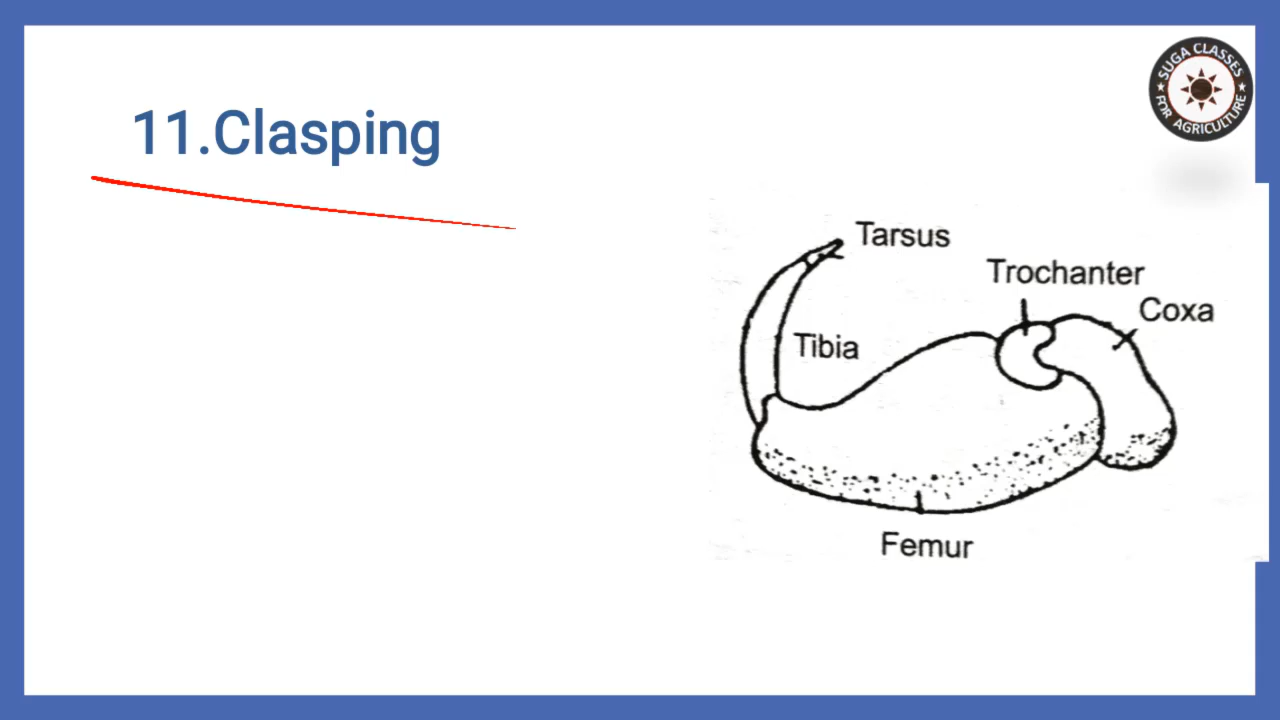 11.Clasping
SUGA CLASSES
FOR AGRICULTURE
Tarsus
Trochanter
Coxa
Tibia
Femur